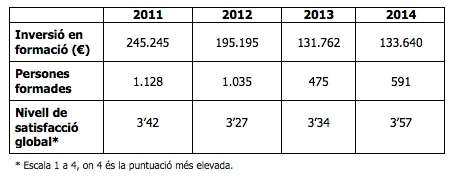 2011 2012 2013 2014
Inversió en
formació (€) 245.245 195.195 131.762 133.640
Persones
formades 1.128 1.035 475 591
Nivell de
satisfacció
global* 3’42 3’27 3’34 3’57
* Escala 1 a 4, on 4 és la puntuació més elevada.